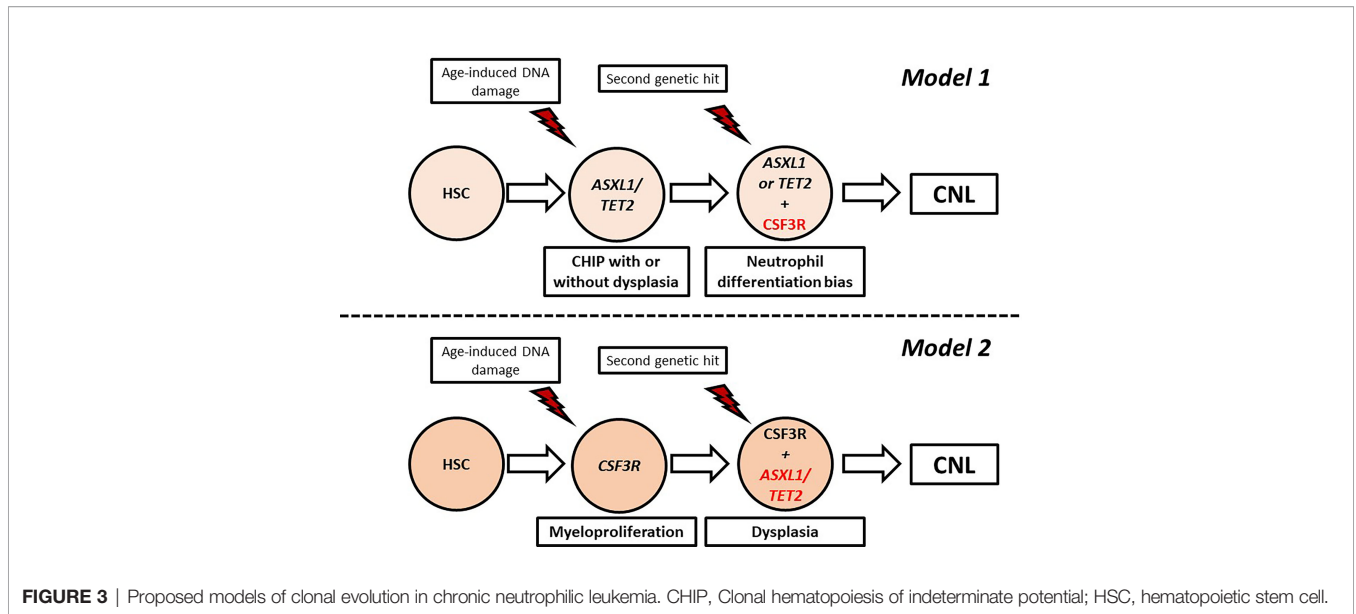 Age-induced DNA
damage
Second genetic hit
Model 1
HSC
ASXL1/
TET2
ASXL1
or TET2
+
CSF3R
CNL
CHIP with or
without dysplasia
Neutrophil
differentiation bias
Model 2
Age-induced DNA
damage
Second genetic hit
HSC
CSF3R
CSF3R
+
ASXL1/
TET2
CNL
Myeloproliferation
Dysplasia
FIGURE 3 | Proposed models of clonal evolution in chronic neutrophilic leukemia. CHIP, Clonal hematopoiesis of indeterminate potential; HSC, hematopoietic stem cell.